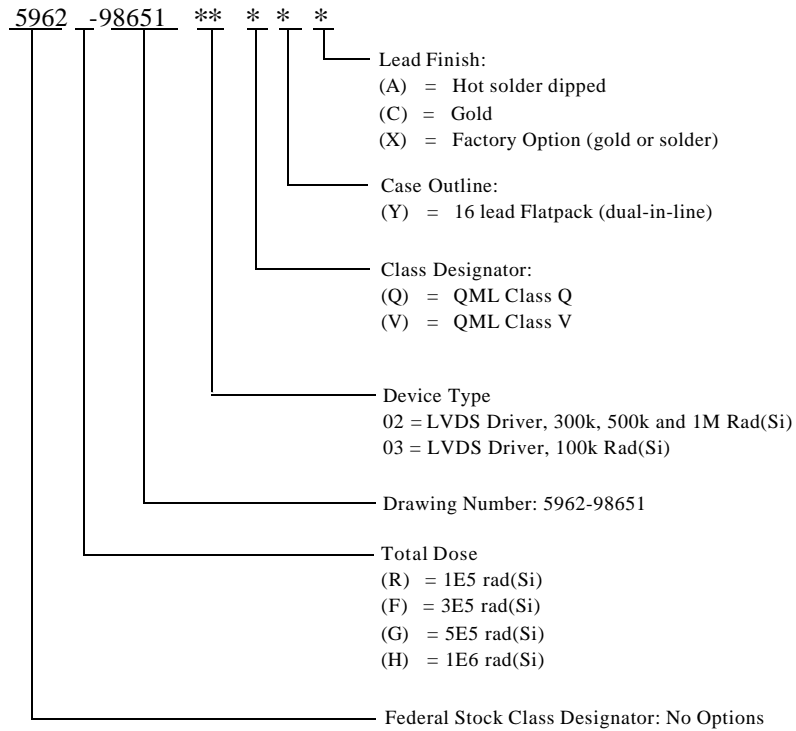 5962 -98651 ** * * *
Lead Finish:
(A) = Hot solder dipped
(C) = Gold
(X) = Factory Option (gold or solder)
Case Outline:
(Y) = 16 lead Flatpack (dual-in-line)
Class Designator:
(Q) = QML Class Q
(V) = QML Class V
Device Type
02 = LVDS Driver, 300k, 500k and 1M Rad(Si)
03 = LVDS Driver, 100k Rad(Si)
Drawing Number: 5962-98651
Total Dose
(R) = 1E5 rad(Si)
(F) = 3E5 rad(Si)
(G) = 5E5 rad(Si)
(H) = 1E6 rad(Si)
Federal Stock Class Designator: No Options